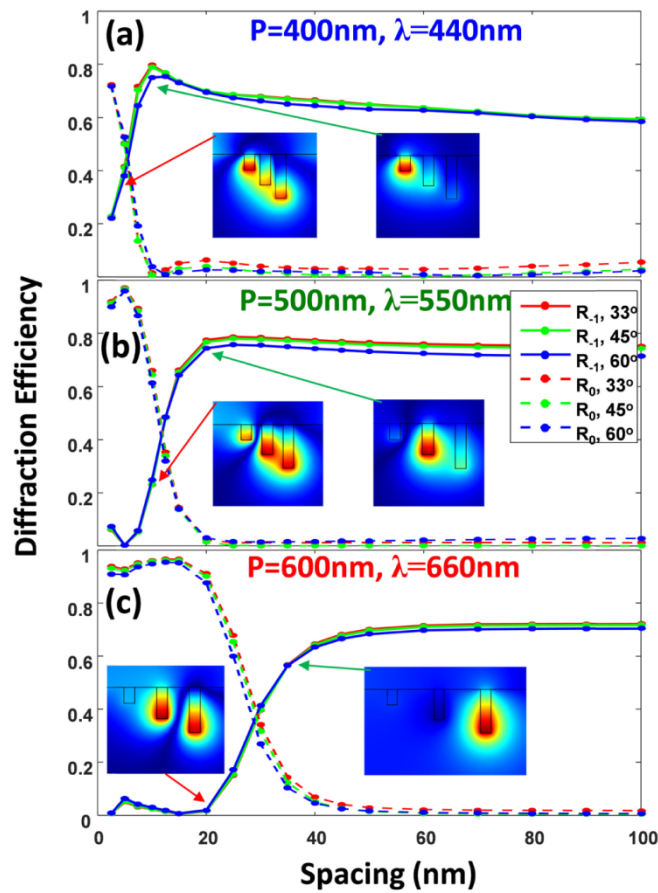 (a)
P=400nm, λ=440nm
0.8
0.6
0.4
0.2
1
(b)
P=500nm, λ=550nm
0.8
0.6
0.4
0.2
1
R-1, 33o
R-1, 45o
R-1, 60o
R0, 33o
R0, 45o
R0, 60o
(c)
P=600nm, λ=660nm
0.8
0.6
0.4
0.2
0
0 20 40 60 80 100
Diffraction Efficiency
Spacing (nm)